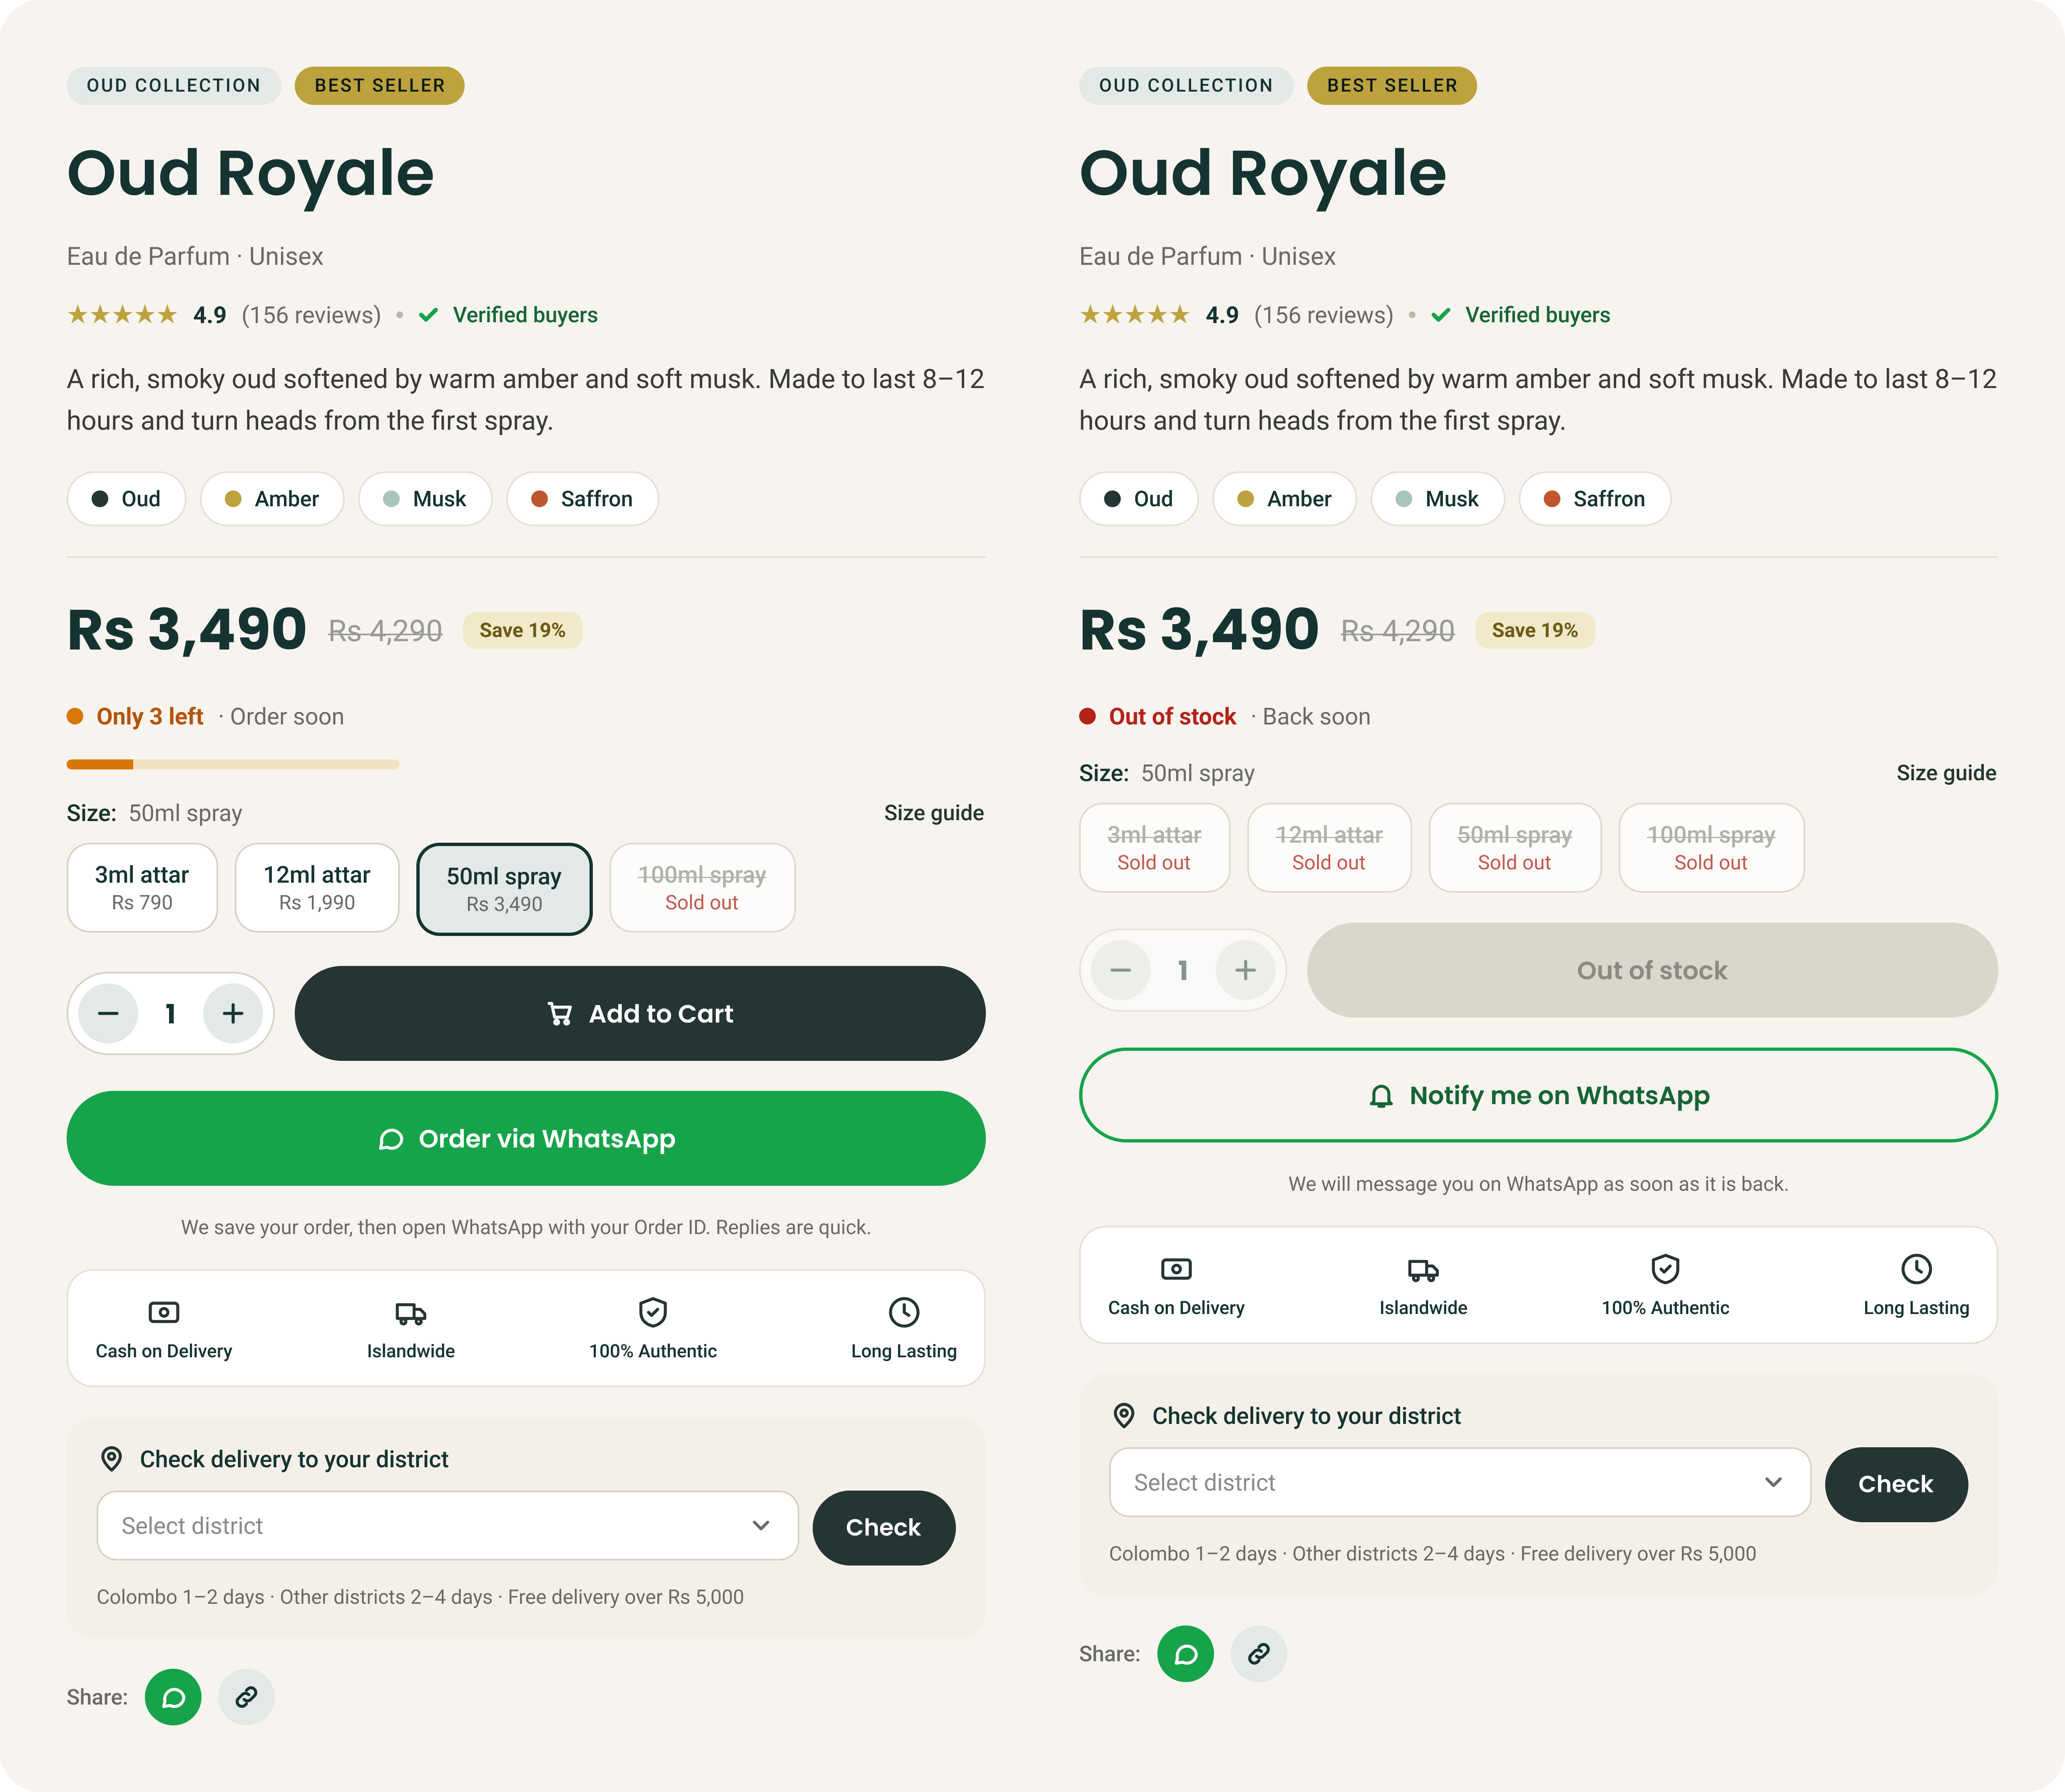 OUD COLLECTION
BEST SELLER
Oud Royale
Eau de Parfum · Unisex
★★★★★ 4.9 (156 reviews) • Verified buyers
A rich, smoky oud softened by warm amber and soft musk. Made to last 8–12
hours and turn heads from the first spray.
Oud
Amber
Musk
Saffron
Rs 3,490 Rs 4,290 Save 19%
Only 3 left · Order soon
Size: 50ml spray
Size guide
3ml attar
Rs 790
12ml attar
Rs 1,990
50ml spray
Rs 3,490
100ml spray
Sold out
− 1 +
Add to Cart
Order via WhatsApp
We save your order, then open WhatsApp with your Order ID. Replies are quick.
Cash on Delivery
Islandwide
100% Authentic
Long Lasting
Check delivery to your district
Select district
Check
Colombo 1–2 days · Other districts 2–4 days · Free delivery over Rs 5,000
Share:
OUD COLLECTION
BEST SELLER
Oud Royale
Eau de Parfum · Unisex
★★★★★ 4.9 (156 reviews) • Verified buyers
A rich, smoky oud softened by warm amber and soft musk. Made to last 8–12
hours and turn heads from the first spray.
Oud
Amber
Musk
Saffron
Rs 3,490 Rs 4,290 Save 19%
Out of stock · Back soon
Size: 50ml spray
Size guide
3ml attar
Sold out
12ml attar
Sold out
50ml spray
Sold out
100ml spray
Sold out
− 1 +
Out of stock
Notify me on WhatsApp
We will message you on WhatsApp as soon as it is back.
Cash on Delivery
Islandwide
100% Authentic
Long Lasting
Check delivery to your district
Select district
Check
Colombo 1–2 days · Other districts 2–4 days · Free delivery over Rs 5,000
Share: